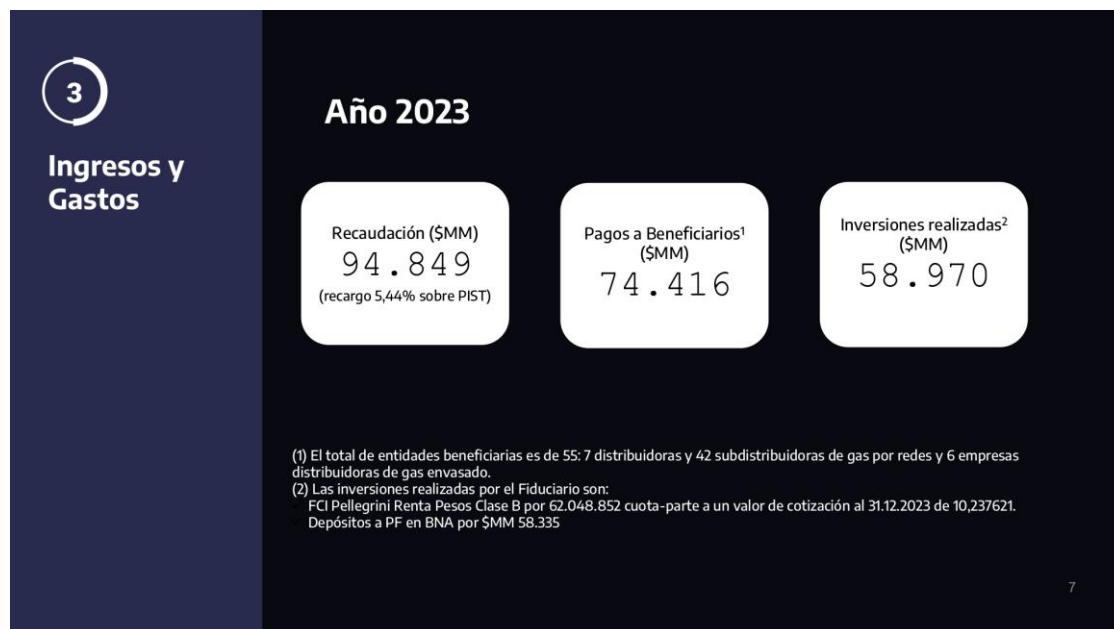 3
Ingresos y
Gastos
Año 2023
Recaudación ($MM)
94.849
(recargo 5,44% sobre PIST)
Pagos a Beneficiarios¹
($MM)
74.416
Inversiones realizadas²
($MM)
58.970
(1) El total de entidades beneficiarias es de 55: 7 distribuidoras y 42 subdistribuidoras de gas por redes y 6 empresas
distribuidoras de gas envasado.
(2) Las inversiones realizadas por el Fiduciario son:
FCI Pellegrini Renta Pesos Clase B por 62.048.852 cuota-parte a un valor de cotización al 31.12.2023 de 10,237621.
Depósitos a PF en BNA por $MM 58.335
7